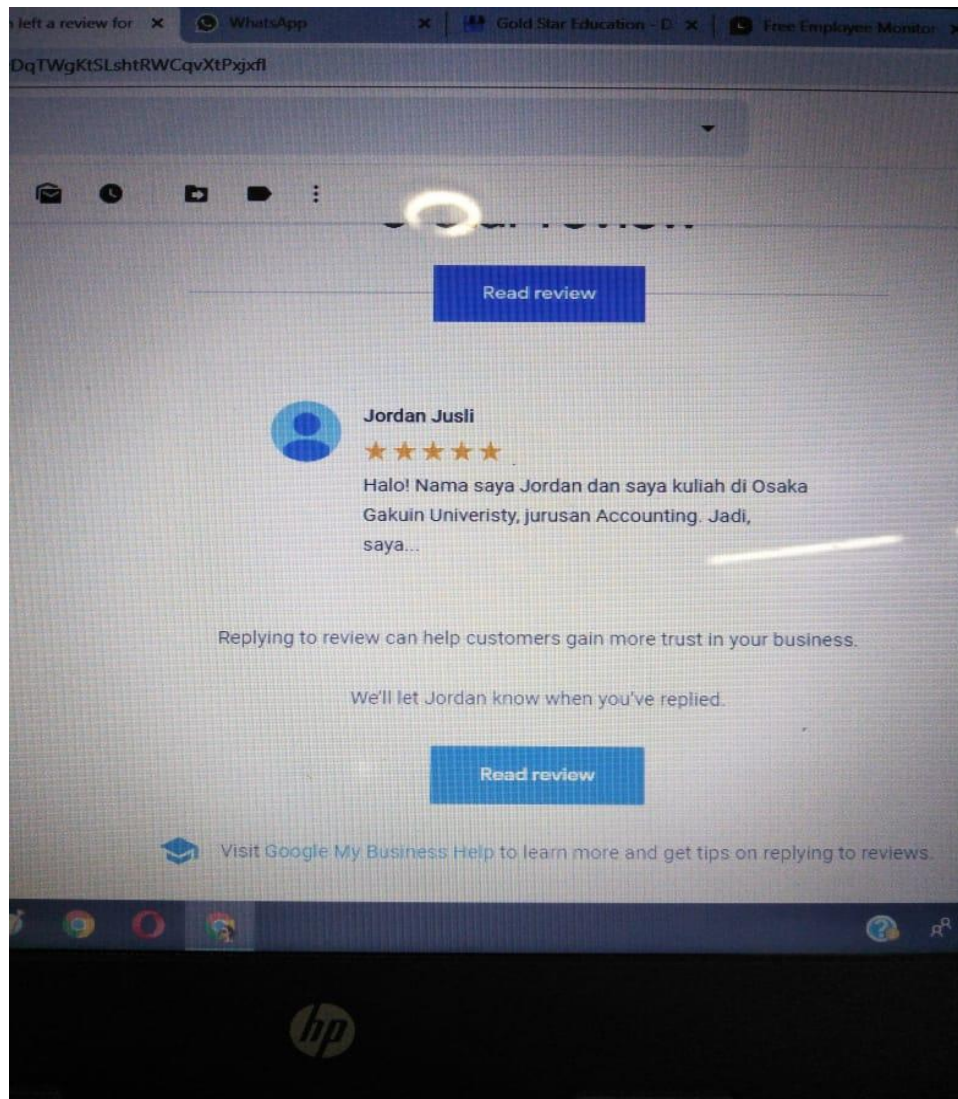 left a review for
WhatsApp
Gold Star Education - D
Free Employee Monitor
DqTWgKtSLshtRWCqvXtPxjxfl
review
Read review
Jordan Jusli
Halo! Nama saya Jordan dan saya kuliah di Osaka
Gakuin Univeristy, jurusan Accounting. Jadi,
saya...
Replying to review can help customers gain more trust in your business.
We'll let Jordan know when you've replied.
Read review
Visit Google My Business Help to learn more and get tips on replying to reviews.
hp